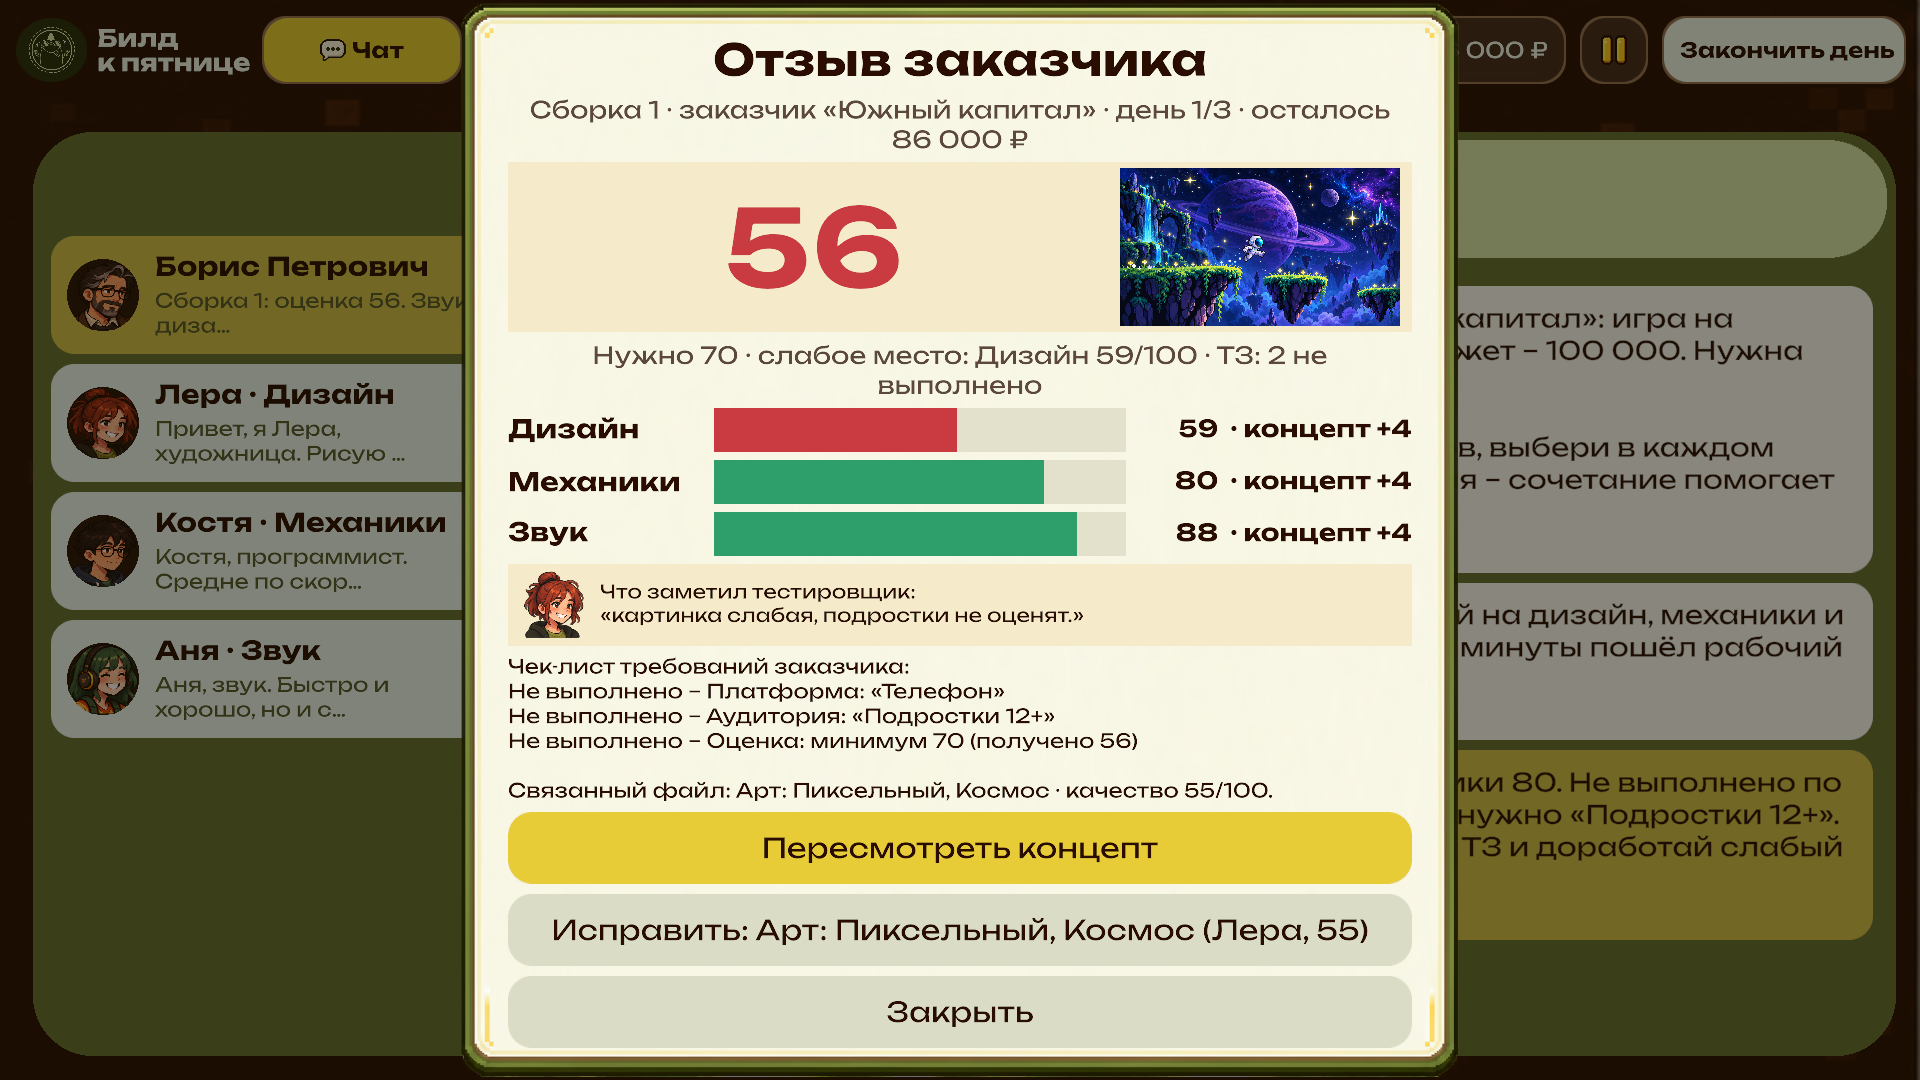 Билд
к пятнице
Чат
000 ₽
Закончить день
Борис Петрович
Сборка 1: оценка 56. Звук
диза...
Лера · Дизайн
Привет, я Лера,
художница. Рисую ...
Костя · Механики
Костя, программист.
Средне по скор...
Аня · Звук
Аня, звук. Быстро и
хорошо, но и с...
Отзыв заказчика
Сборка 1 · заказчик «Южный капитал» · день 1/3 · осталось
86 000 ₽
56
Нужно 70 · слабое место: Дизайн 59/100 · ТЗ: 2 не
выполнено
Дизайн 59 · концепт +4
Механики 80 · концепт +4
Звук 88 · концепт +4
Что заметил тестировщик:
«картинка слабая, подростки не оценят.»
Чек-лист требований заказчика:
Не выполнено – Платформа: «Телефон»
Не выполнено – Аудитория: «Подростки 12+»
Не выполнено – Оценка: минимум 70 (получено 56)
Связанный файл: Арт: Пиксельный, Космос · качество 55/100.
Пересмотреть концепт
Исправить: Арт: Пиксельный, Космос (Лера, 55)
Закрыть
капитал»: игра на
– 100 000. Нужна
выбери в каждом
я – сочетание помогает
на дизайн, механики и
минуты пошёл рабочий
80. Не выполнено по
нужно «Подростки 12+».
ТЗ и доработай слабый